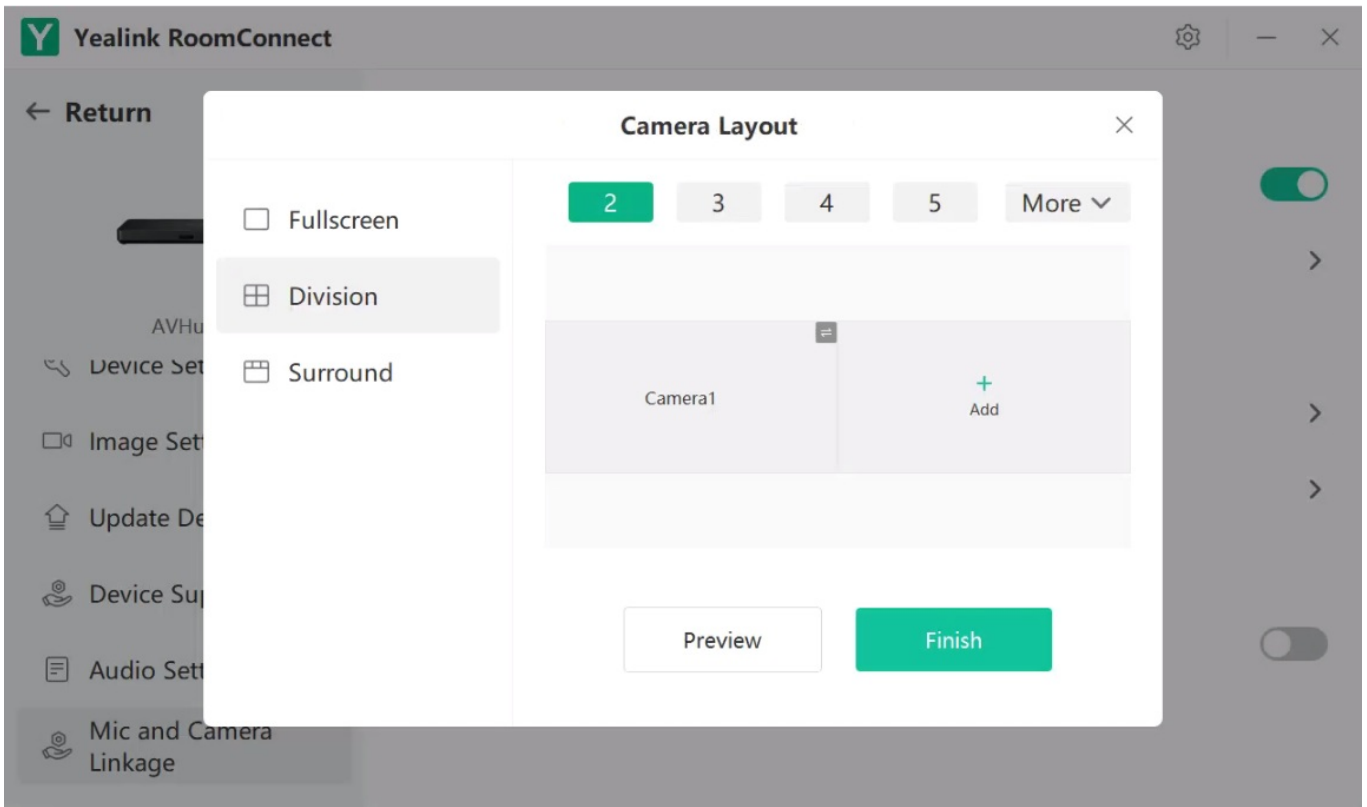 Yealink RoomConnect
Return
Camera Layout
Fullscreen
Division
Surround
2 3 4 5 More
Camera1
Add
Preview
Finish
AVHu
Device Set
Image Sett
Update De
Device Sup
Audio Sett
Mic and Camera
Linkage